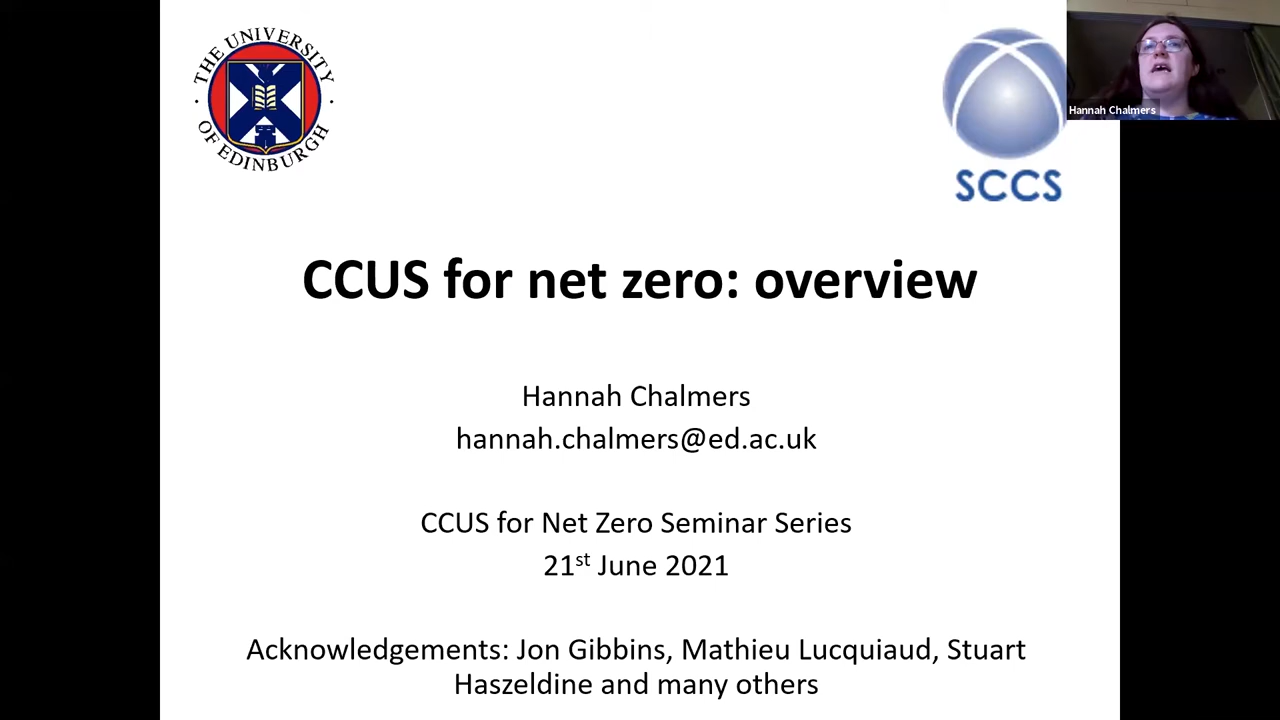 THE UNIVERSITY
OF EDINBURGH
SCCS
Hannah Chalmers
CCUS for net zero: overview
Hannah Chalmers
hannah.chalmers@ed.ac.uk
CCUS for Net Zero Seminar Series
21st June 2021
Acknowledgements: Jon Gibbins, Mathieu Lucquiaud, Stuart
Haszeldine and many others